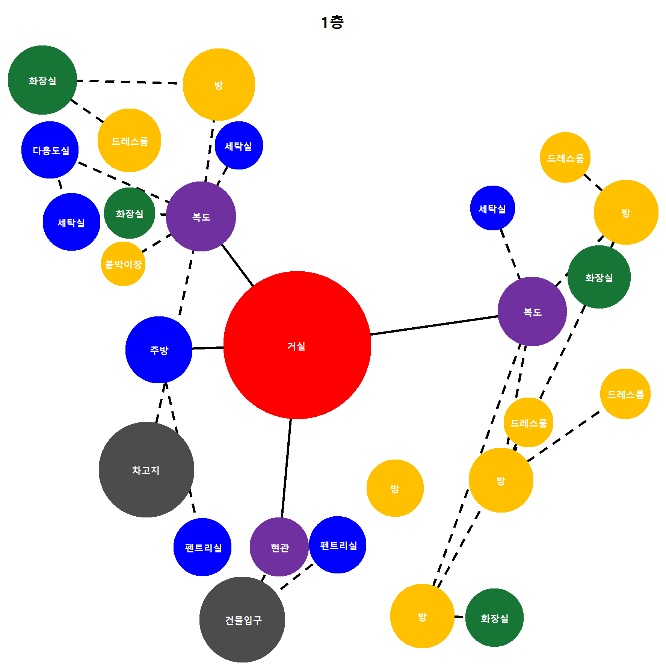 1층
화장실
방
드레스룸
세탁실
다용도실
드레스룸
세탁실
화장실
복도
세탁실
방
붙박이장
화장실
복도
거실
주방
드레스룸
드레스룸
차고지
방
방
펜트리실
현관
펜트리실
건물입구
방
화장실